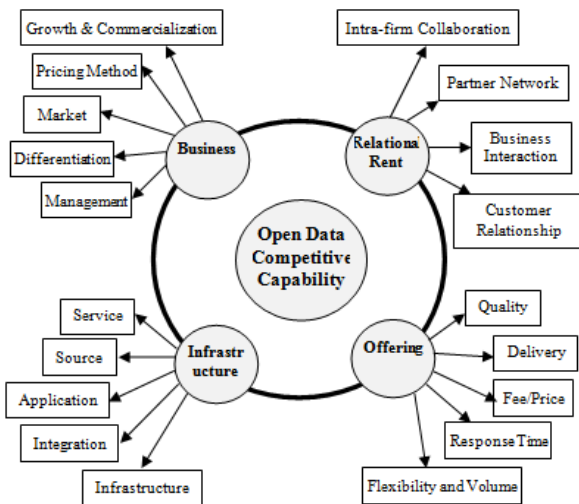 Growth & Commercialization
Pricing Method
Market
Differentiation
Management
Business
Intra-firm Collaboration
Partner Network
Business
Interaction
Customer
Relationship
Relational
Rent
Open Data
Competitive
Capability
Service
Source
Application
Integration
Infrastructure
Infrastr
ucture
Offering
Quality
Delivery
Fee/Price
Response Time
Flexibility and Volume